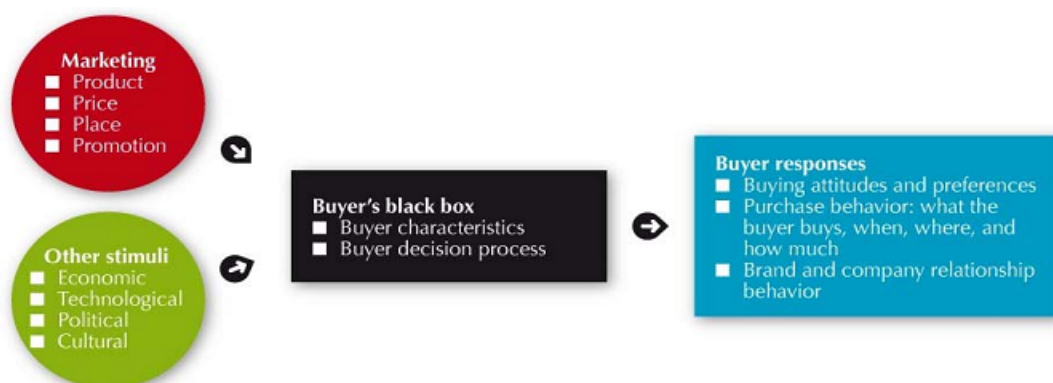 Marketing
Product
Price
Place
Promotion
Other stimuli
Economic
Technological
Political
Cultural
Buyer's black box
Buyer characteristics
Buyer decision process
Buyer responses
Buying attitudes and preferences
Purchase behavior: what the
buyer buys, when, where, and
how much
Brand and company relationship
behavior